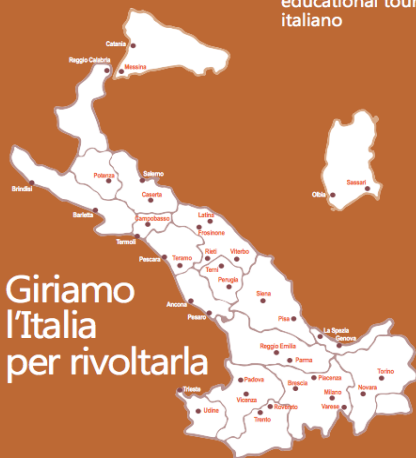 educational tour
italiano
Catania
Reggio Calabria
Messina
Potenza
Salerno
Sassari
Brindisi
Caserta
Olbia
Barletta
Campobasso
Latina
Frosinone
Termoli
Pescara
Teramo
Rieti
Viterbo
Terni
Perugia
Siena
Ancona
Pesaro
Pisa
Giriamo
l'Italia
per rivoltarla
La Spezia
Genova
Reggio Emilia
Parma
Trieste
Padova
Piacenza
Torino
Brescia
Vicenza
Milano
Novara
Udine
Rovereto
Varese
Trento